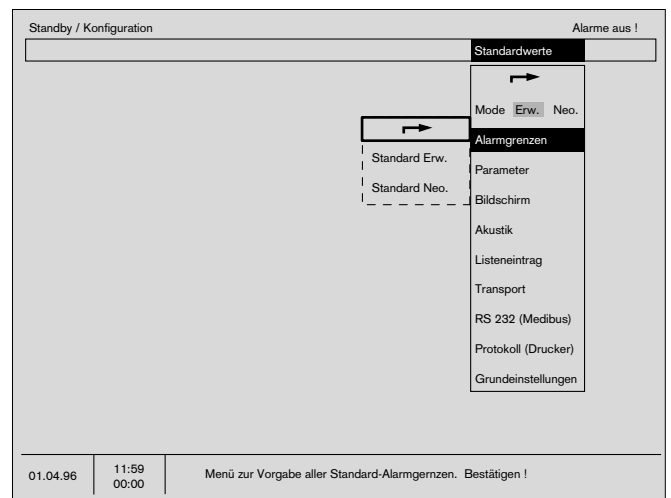 Standby / Konfiguration Alarme aus !
Standardwerte
Mode Erw. Neo.
Alarmgrenzen
Standard Erw.
Parameter
Standard Neo.
Bildschirm
Akustik
Listeneintrag
Transport
RS 232 (Medibus)
Protokoll (Drucker)
Grundeinstellungen
01.04.96
11:59
00:00
Menü zur Vorgabe aller Standard-Alarmgernzen. Bestätigen !